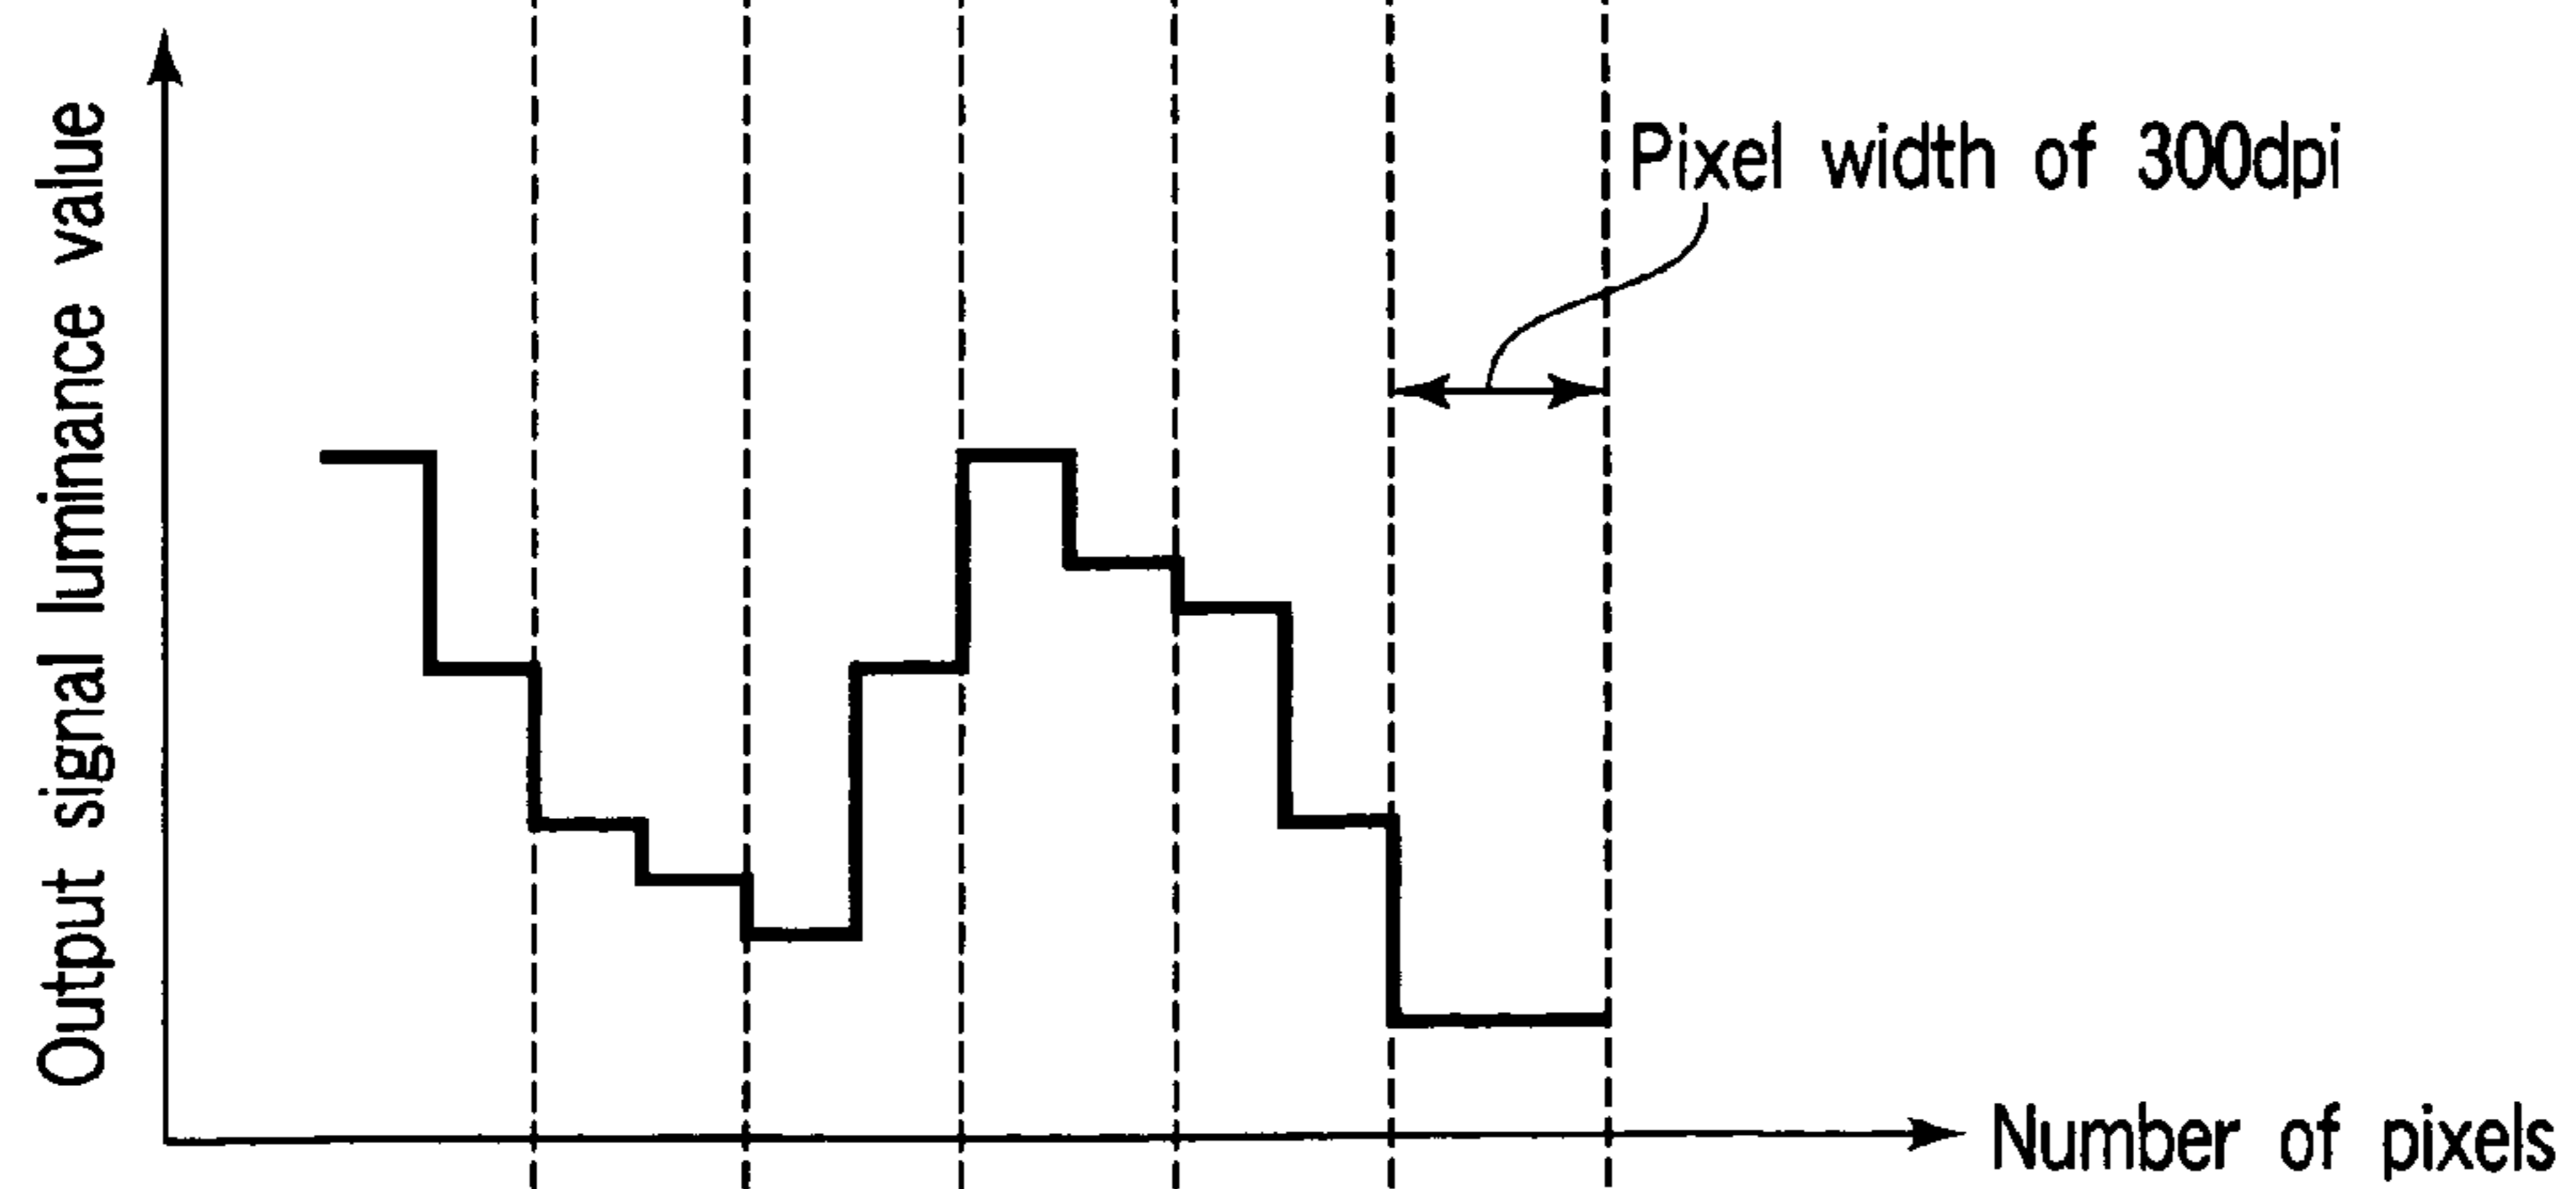 Output signal luminance value
Pixel width of 300dpi
Number of pixels